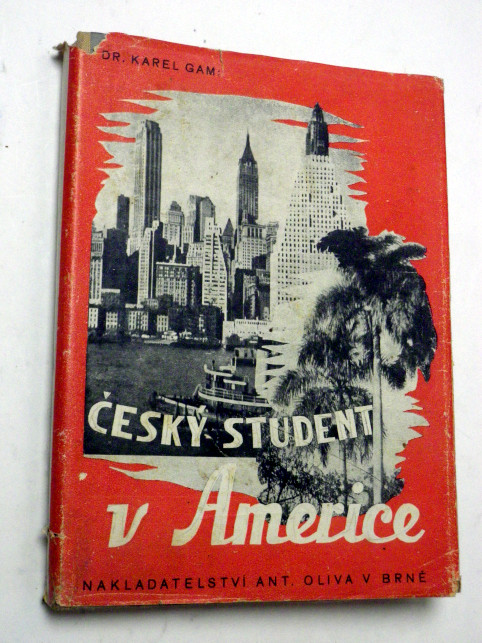 DR. KAREL GAM
ČESKÝ STUDENT
v Americe
NAKLADATELSTVÍ ANT. OLIVA V BRNĚ